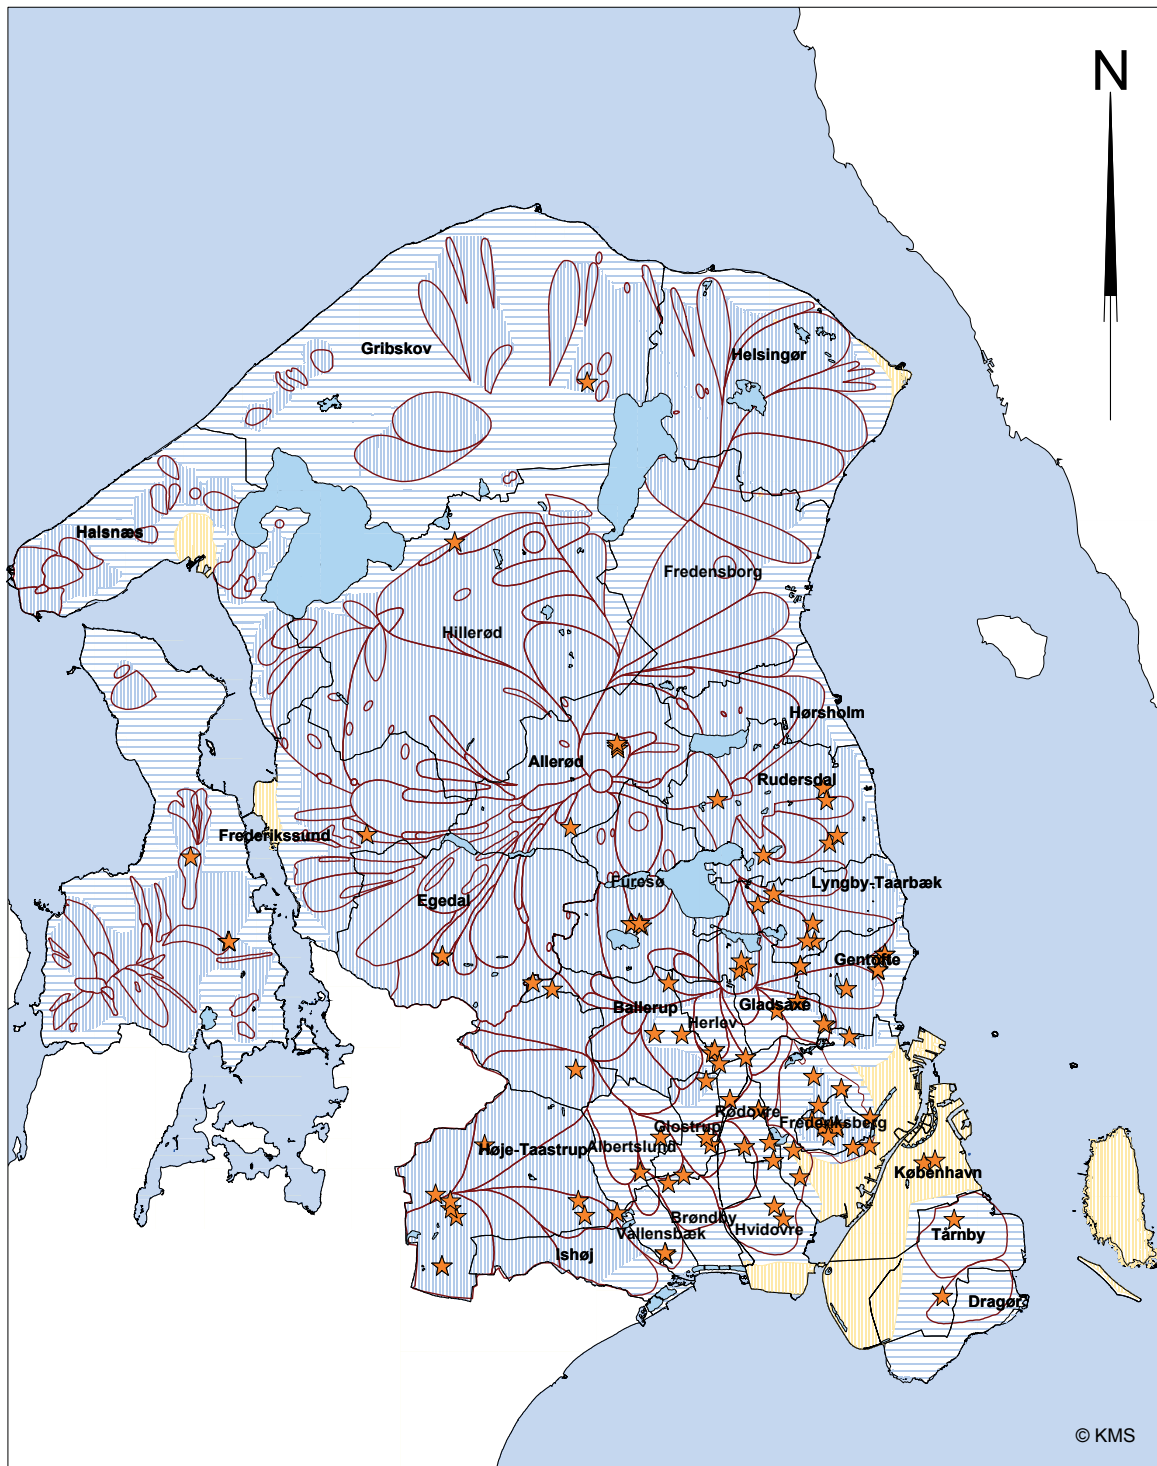 N
Gribskov
Helsingør
Halsnæs
Fredensborg
Hillerød
Hørsholm
Allerød
Rudersdal
Frederikssund
Furesø
Lyngby-Taarbæk
Egedal
Gentofte
Ballerup
Gladsaxe
Herlev
Rødovre
Glostrup
Frederiksberg
Høje-Taastrup
Albertslund
København
Brøndby
Hvidovre
Vallensbæk
Tårnby
Ishøj
Dragør
© KMS